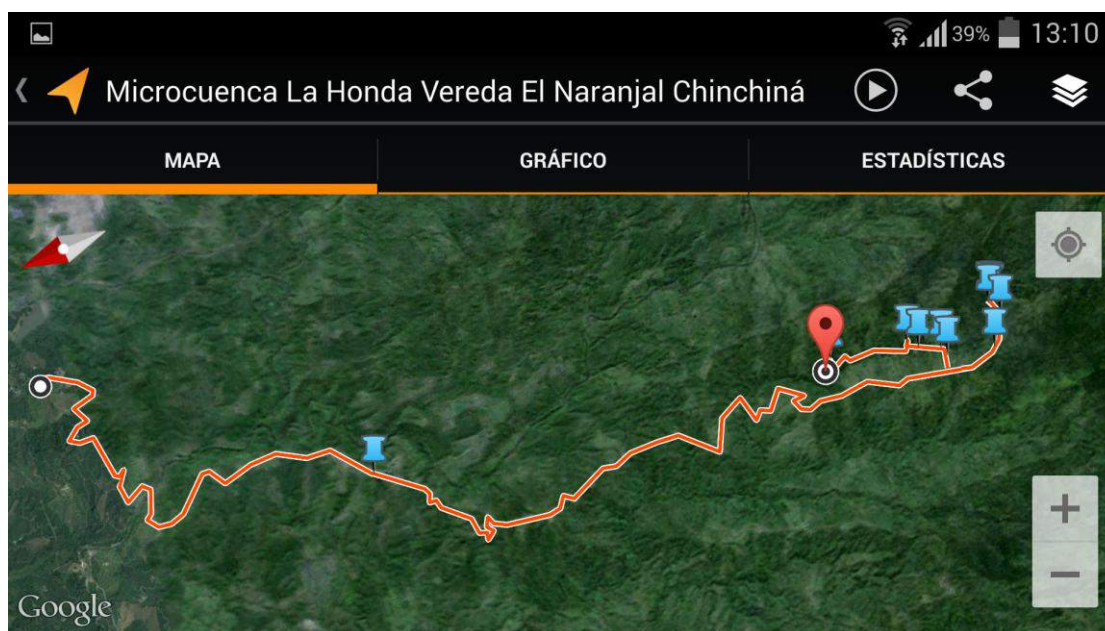 39% 13:10
Microcuenca La Honda Vereda El Naranjal Chinchiná
MAPA GRÁFICO ESTADÍSTICAS
Google